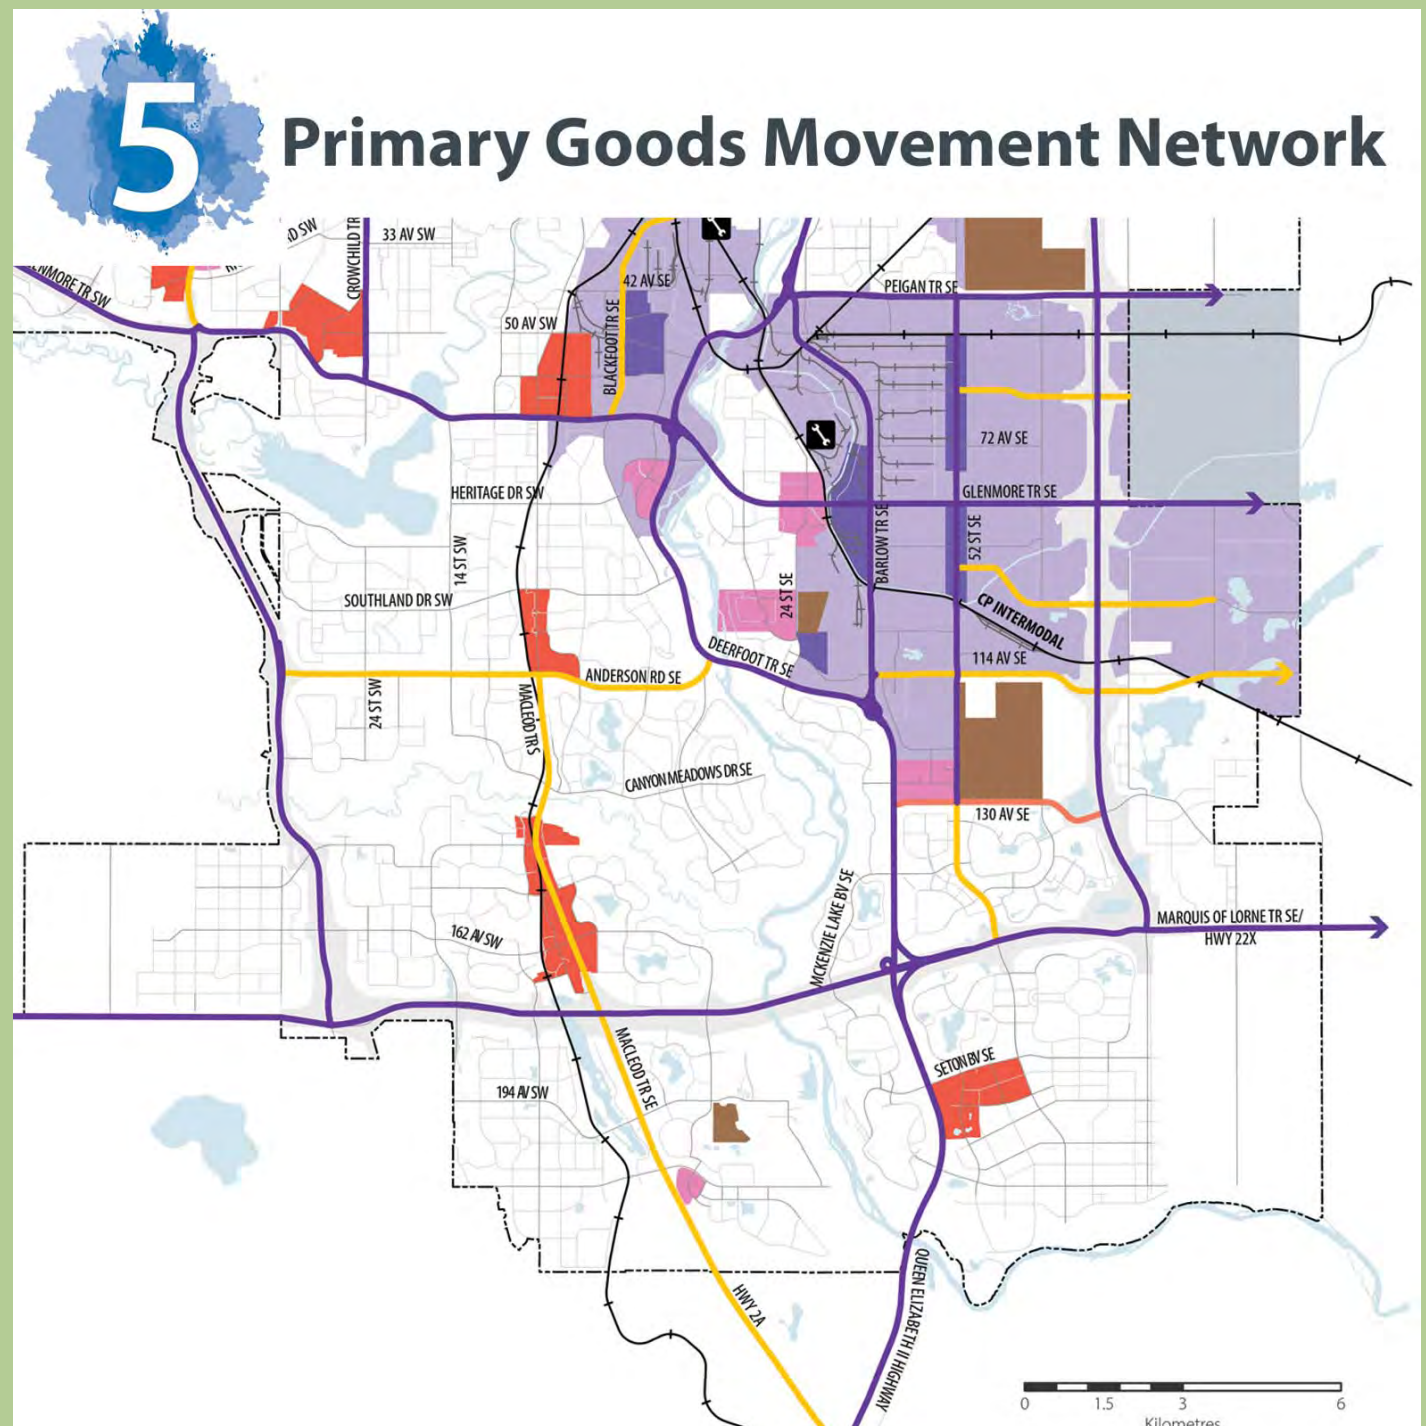 5
Primary Goods Movement Network
CROWCHILD TR
33 AV SW
GLENMORE TR SW
42 AV SE
PEIGAN TR SE
50 AV SW
BLACKFOOT TR SE
72 AV SE
HERITAGE DR SW
GLENMORE TR SE
14 ST SW
BARLOW TR SE
52 ST SE
SOUTHLAND DR SW
24 ST SE
CP INTERMODAL
DEERFOOT TR SE
114 AV SE
ANDERSON RD SE
24 ST SW
MACLEOD TR S
CANYON MEADOWS DR SE
130 AV SE
MCKENZIE LAKE BV SE
MARQUIS OF LORNE TR SE/
HWY 22X
162 AV SW
MACLEOD TR SE
SETON BV SE
194 AV SW
QUEEN ELIZABETH II HIGHWAY
HWY 2A
0 1.5 3 6
Kilometres